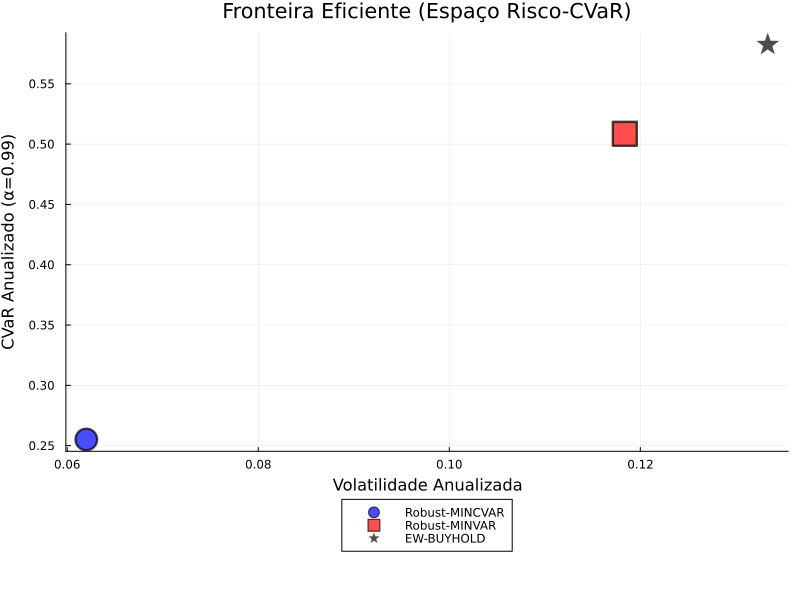 Fronteira Eficiente (Espaço Risco-CVaR)
CVaR Anualizado (α=0.99)
0.55
0.50
0.45
0.40
0.35
0.30
0.25
0.06 0.08 0.10 0.12
Volatilidade Anualizada
Robust-MINCVAR
Robust-MINVAR
EW-BUYHOLD